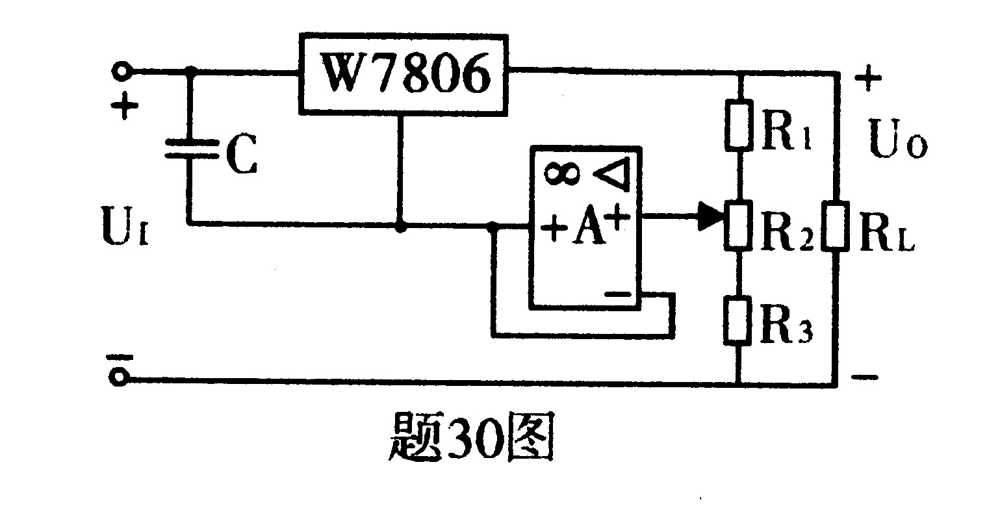 W7806
+ +
C
R1
UO
∞ ◁
+ A +
UI
R2
RL
−
R3
− −
题30图